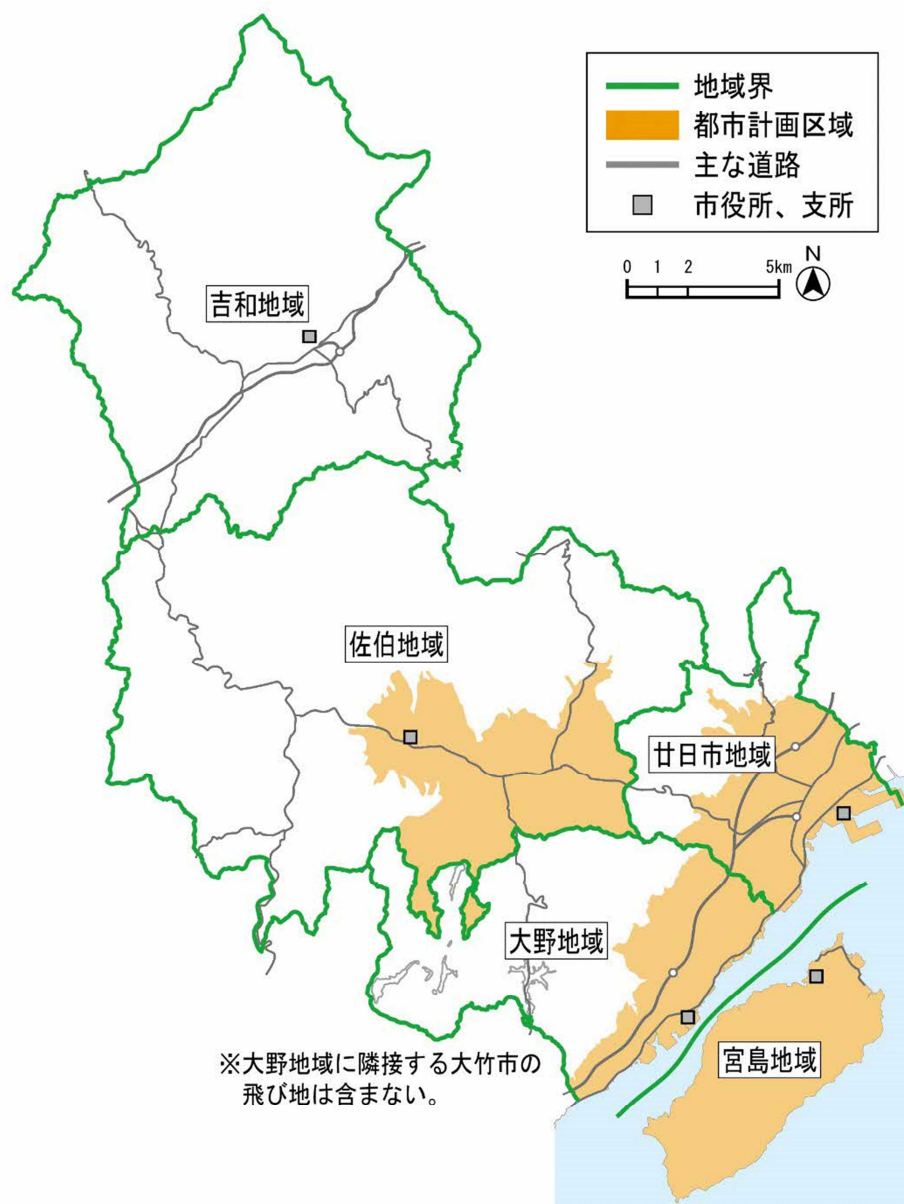 地域界
都市計画区域
主な道路
市役所、支所
0 1 2 5km
N
吉和地域
佐伯地域
廿日市地域
大野地域
宮島地域
※大野地域に隣接する大竹市の
飛び地は含まない。